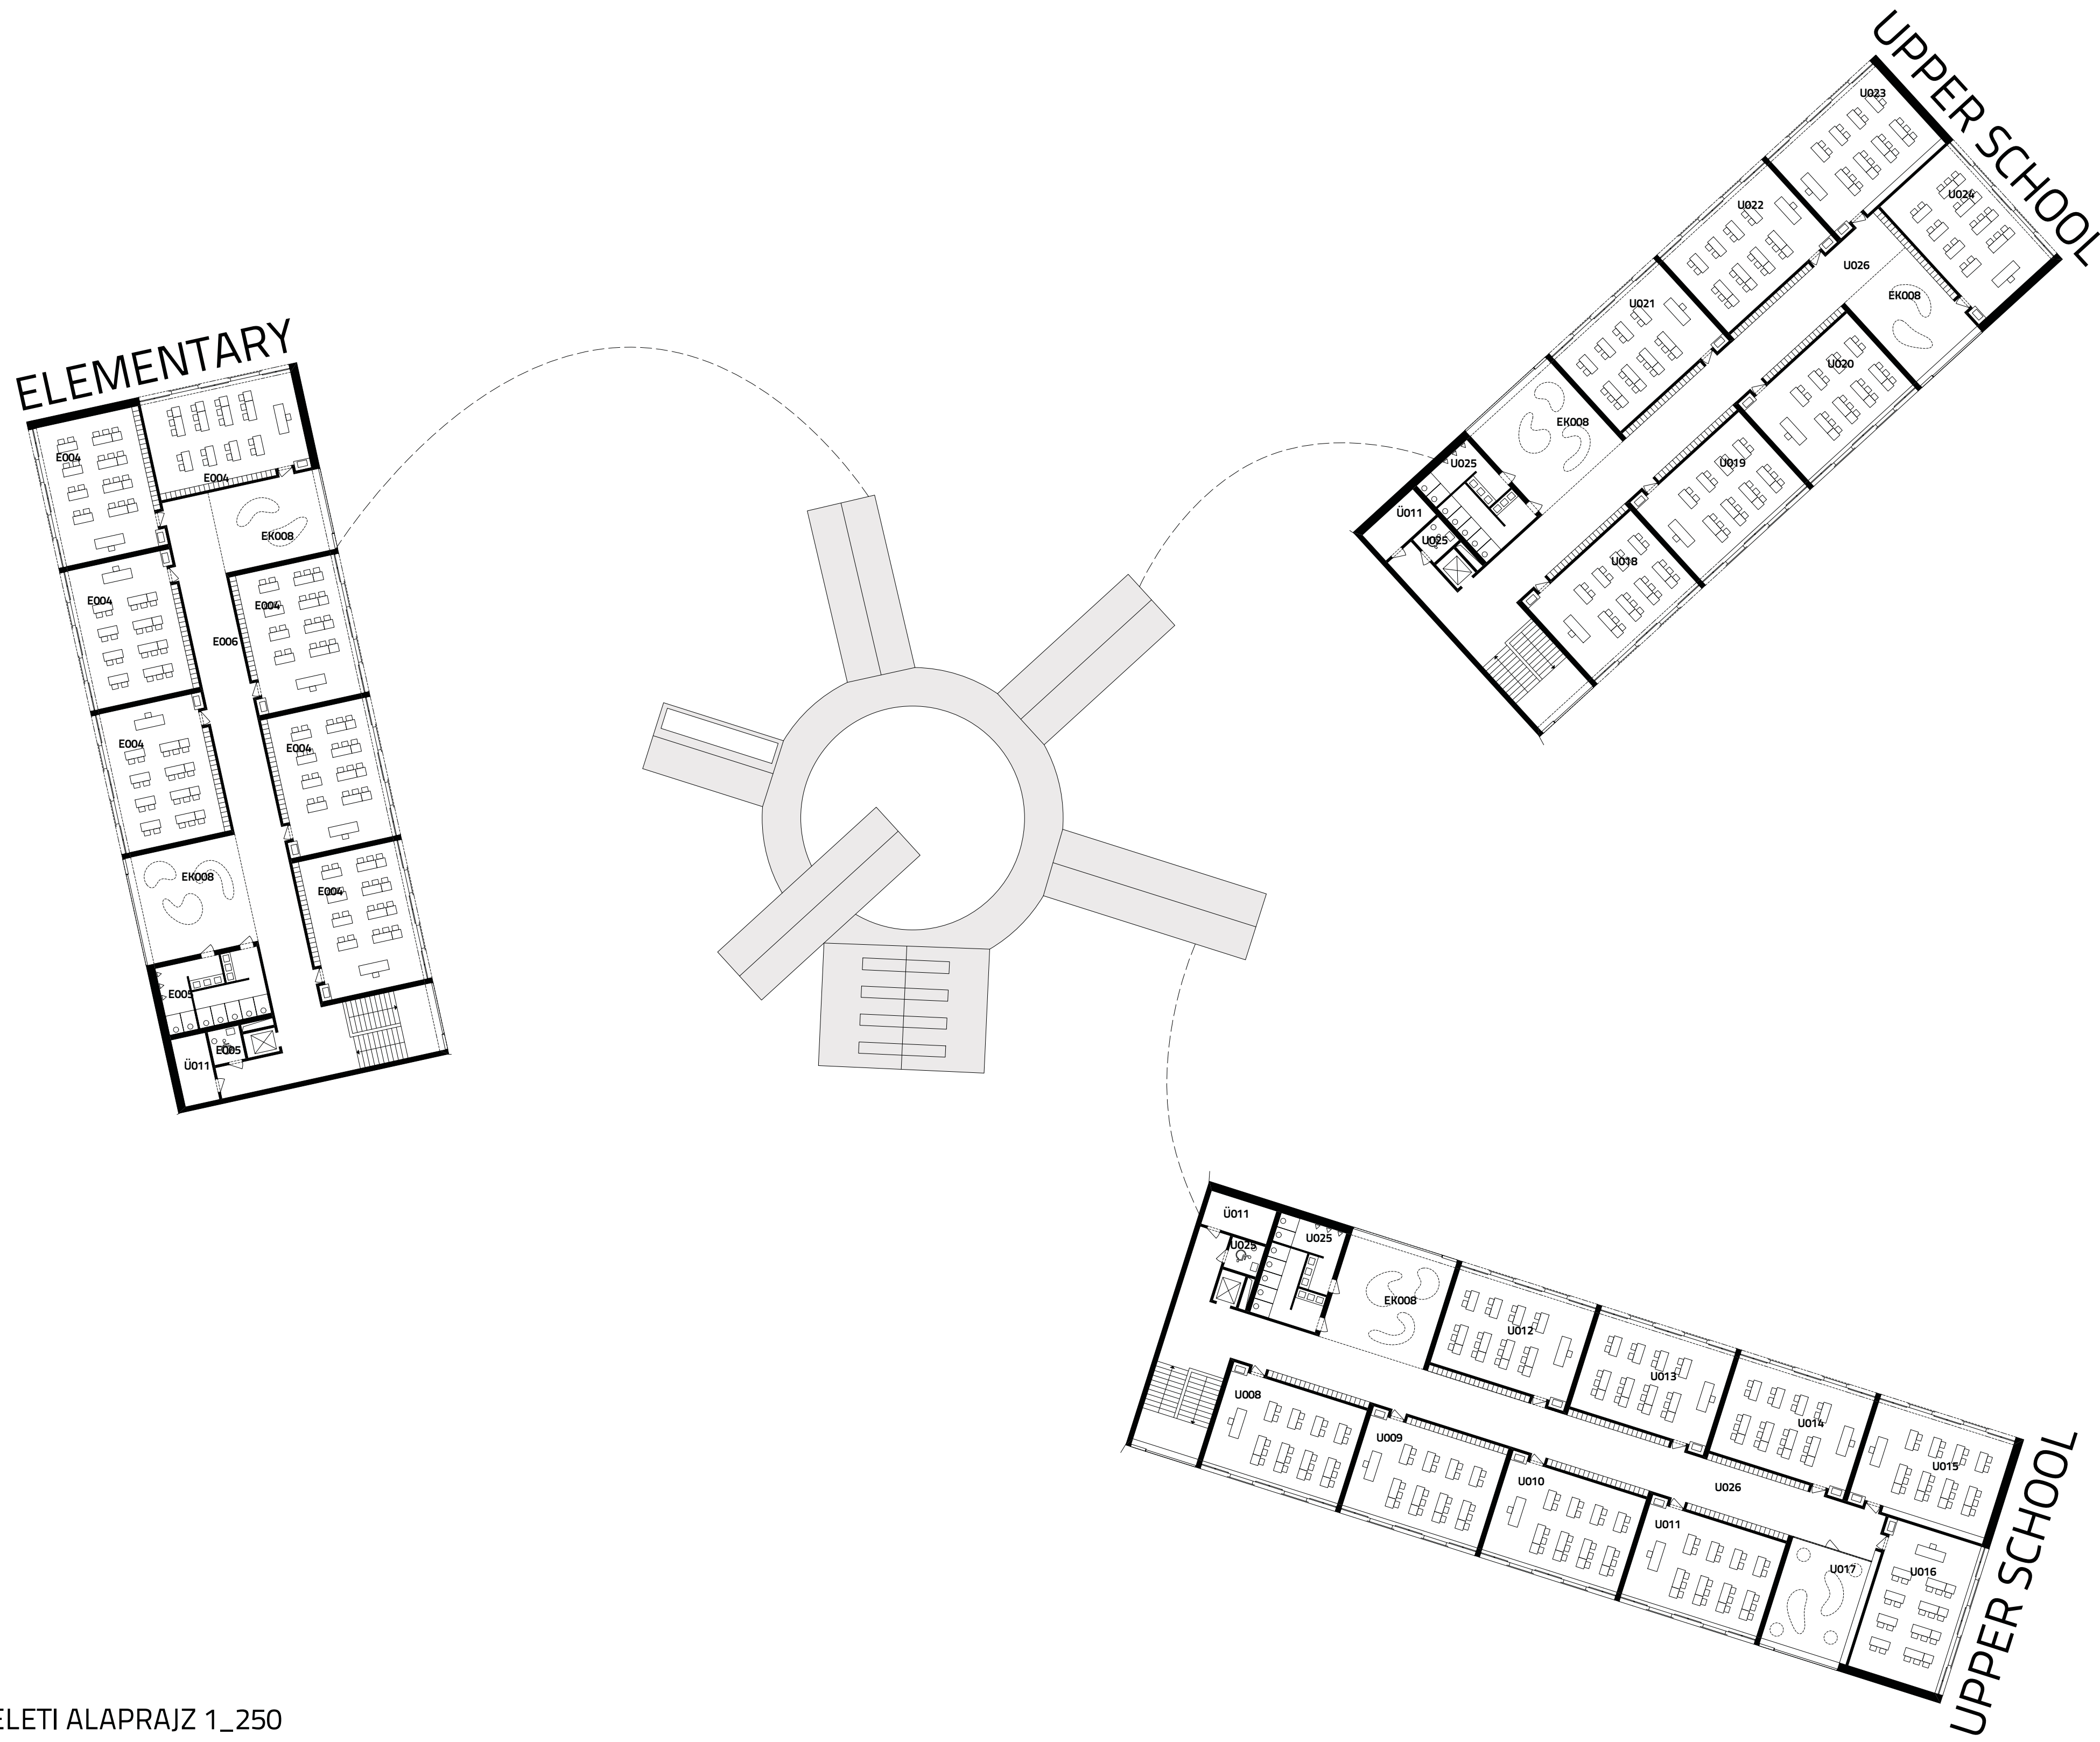 UPPER SCHOOL
U023
U024
U022
U026
EK008
U021
U020
EK008
U019
U025
Ü011
U025
U018
ELEMENTARY
E004
E004
EK008
E004
E004
E006
E004
E004
EK008
E004
E005
E005
Ü011
Ü011
U025
U025
EK008
U012
U013
U014
U015
U008
U009
U010
U011
U026
U017
U016
UPPER SCHOOL
ELETI ALAPRAJZ 1_250